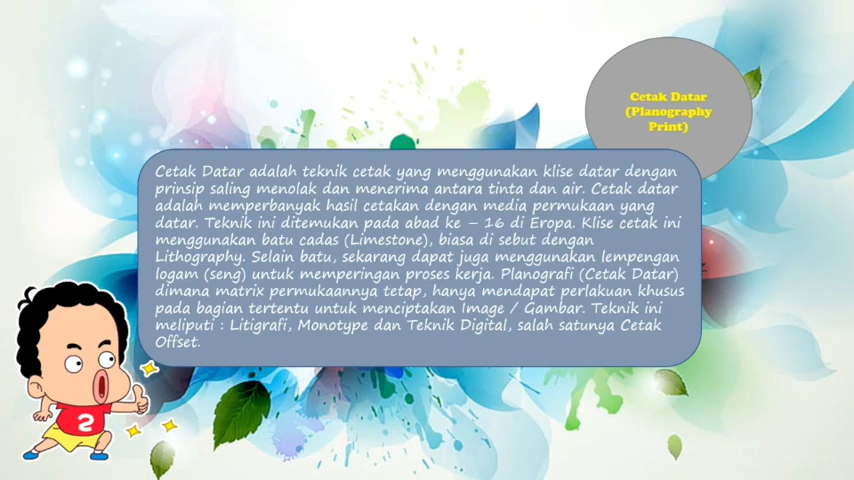 Cetak Datar
(Planography
Print)
Cetak Datar adalah teknik cetak yang menggunakan klise datar dengan
prinsip saling menolak dan menerima antara tinta dan air. Cetak datar
adalah memperbanyak hasil cetakan dengan media permukaan yang
datar. Teknik ini ditemukan pada abad ke – 16 di Eropa. Klise cetak ini
menggunakan batu cadas (Limestone), biasa di sebut dengan
Lithography. Selain batu, sekarang dapat juga menggunakan lempengan
logam (seng) untuk memperingan proses kerja. Planografi (Cetak Datar)
dimana matrix permukaannya tetap, hanya mendapat perlakuan khusus
pada bagian tertentu untuk menciptakan Image / Gambar. Teknik ini
meliputi : Litigrafi, Monotype dan Teknik Digital, salah satunya Cetak
Offset.
2